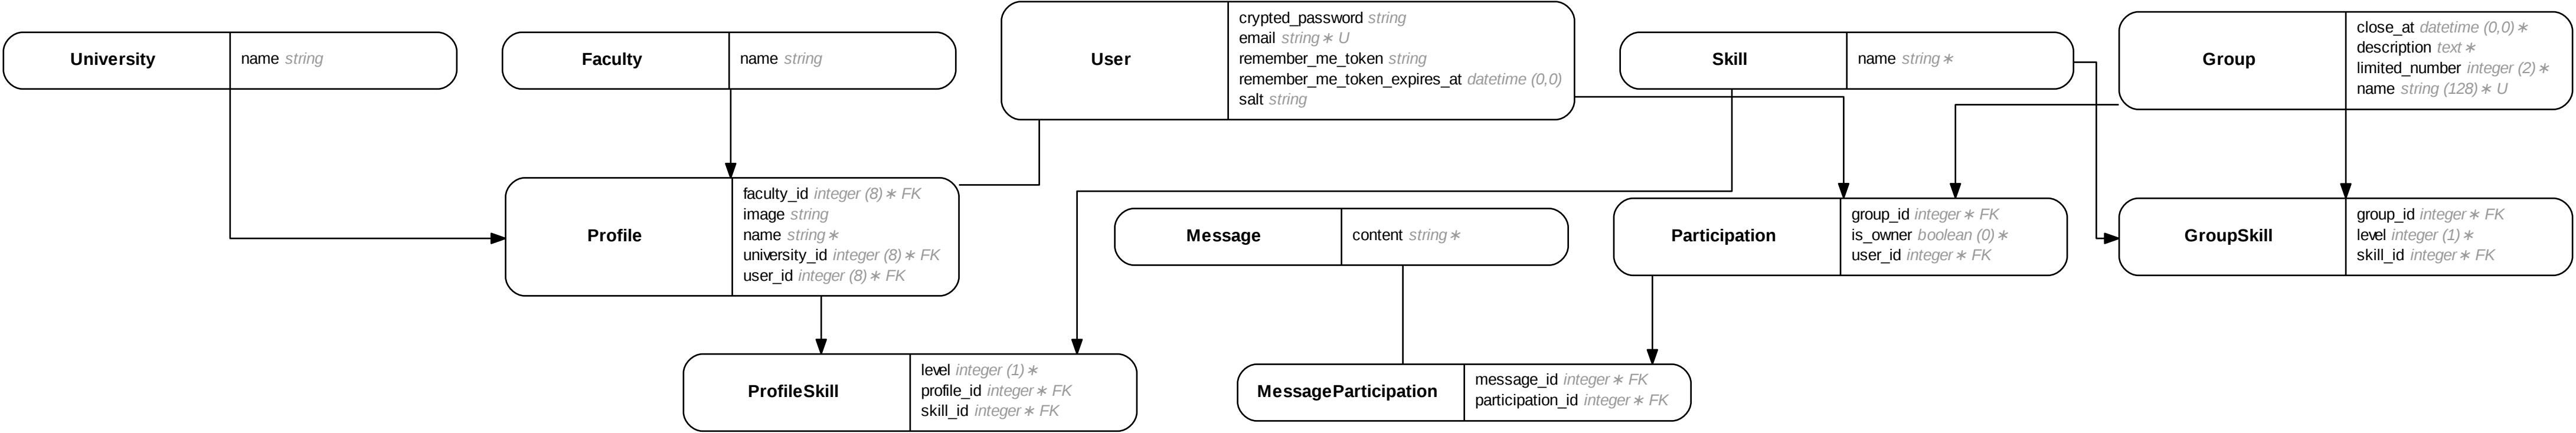 University
name string
Faculty
name string
User
crypted_password string
email string∗ U
remember_me_token string
remember_me_token_expires_at datetime (0,0)
salt string
Skill
name string∗
Group
close_at datetime (0,0)∗
description text∗
limited_number integer (2)∗
name string (128)∗ U
Profile
faculty_id integer (8)∗ FK
image string
name string∗
university_id integer (8)∗ FK
user_id integer (8)∗ FK
Message
content string∗
Participation
group_id integer∗ FK
is_owner boolean (0)∗
user_id integer∗ FK
GroupSkill
group_id integer∗ FK
level integer (1)∗
skill_id integer∗ FK
ProfileSkill
level integer (1)∗
profile_id integer∗ FK
skill_id integer∗ FK
MessageParticipation
message_id integer∗ FK
participation_id integer∗ FK